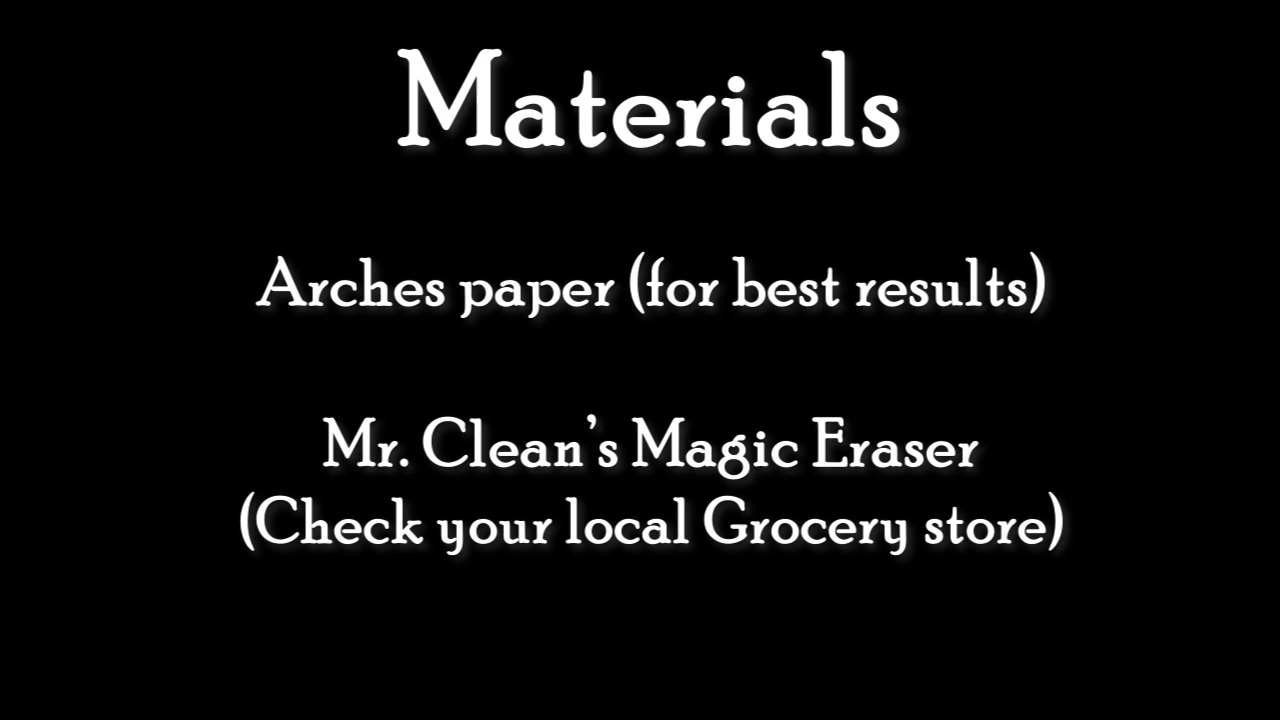 Materials
Arches paper (for best results)
Mr. Clean’s Magic Eraser
(Check your local Grocery store)